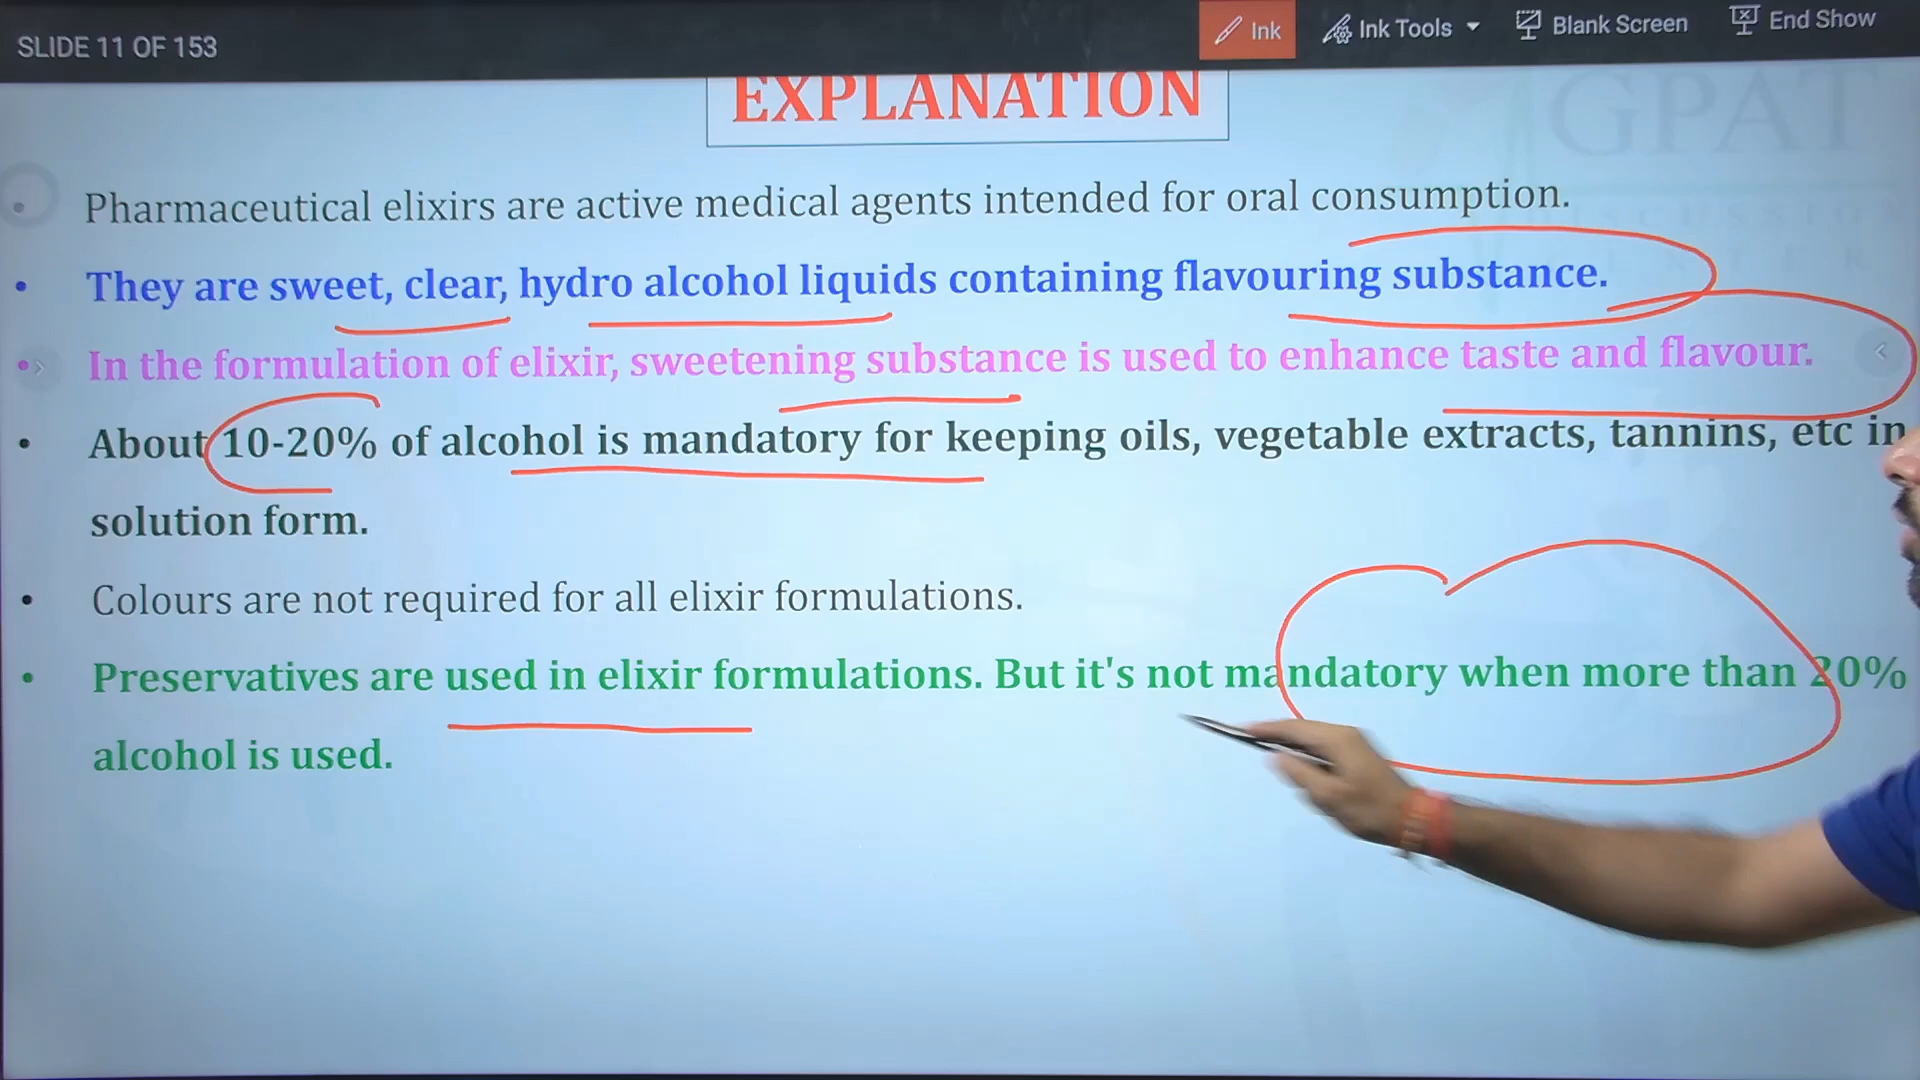 SLIDE 11 OF 153
Ink
Ink Tools
Blank Screen
End Show
EXPLANATION
GPAT
Pharmaceutical elixirs are active medical agents intended for oral consumption.
They are sweet, clear, hydro alcohol liquids containing flavouring substance.
In the formulation of elixir, sweetening substance is used to enhance taste and flavour.
About 10-20% of alcohol is mandatory for keeping oils, vegetable extracts, tannins, etc in
solution form.
Colours are not required for all elixir formulations.
Preservatives are used in elixir formulations. But it's not mandatory when more than 20%
alcohol is used.